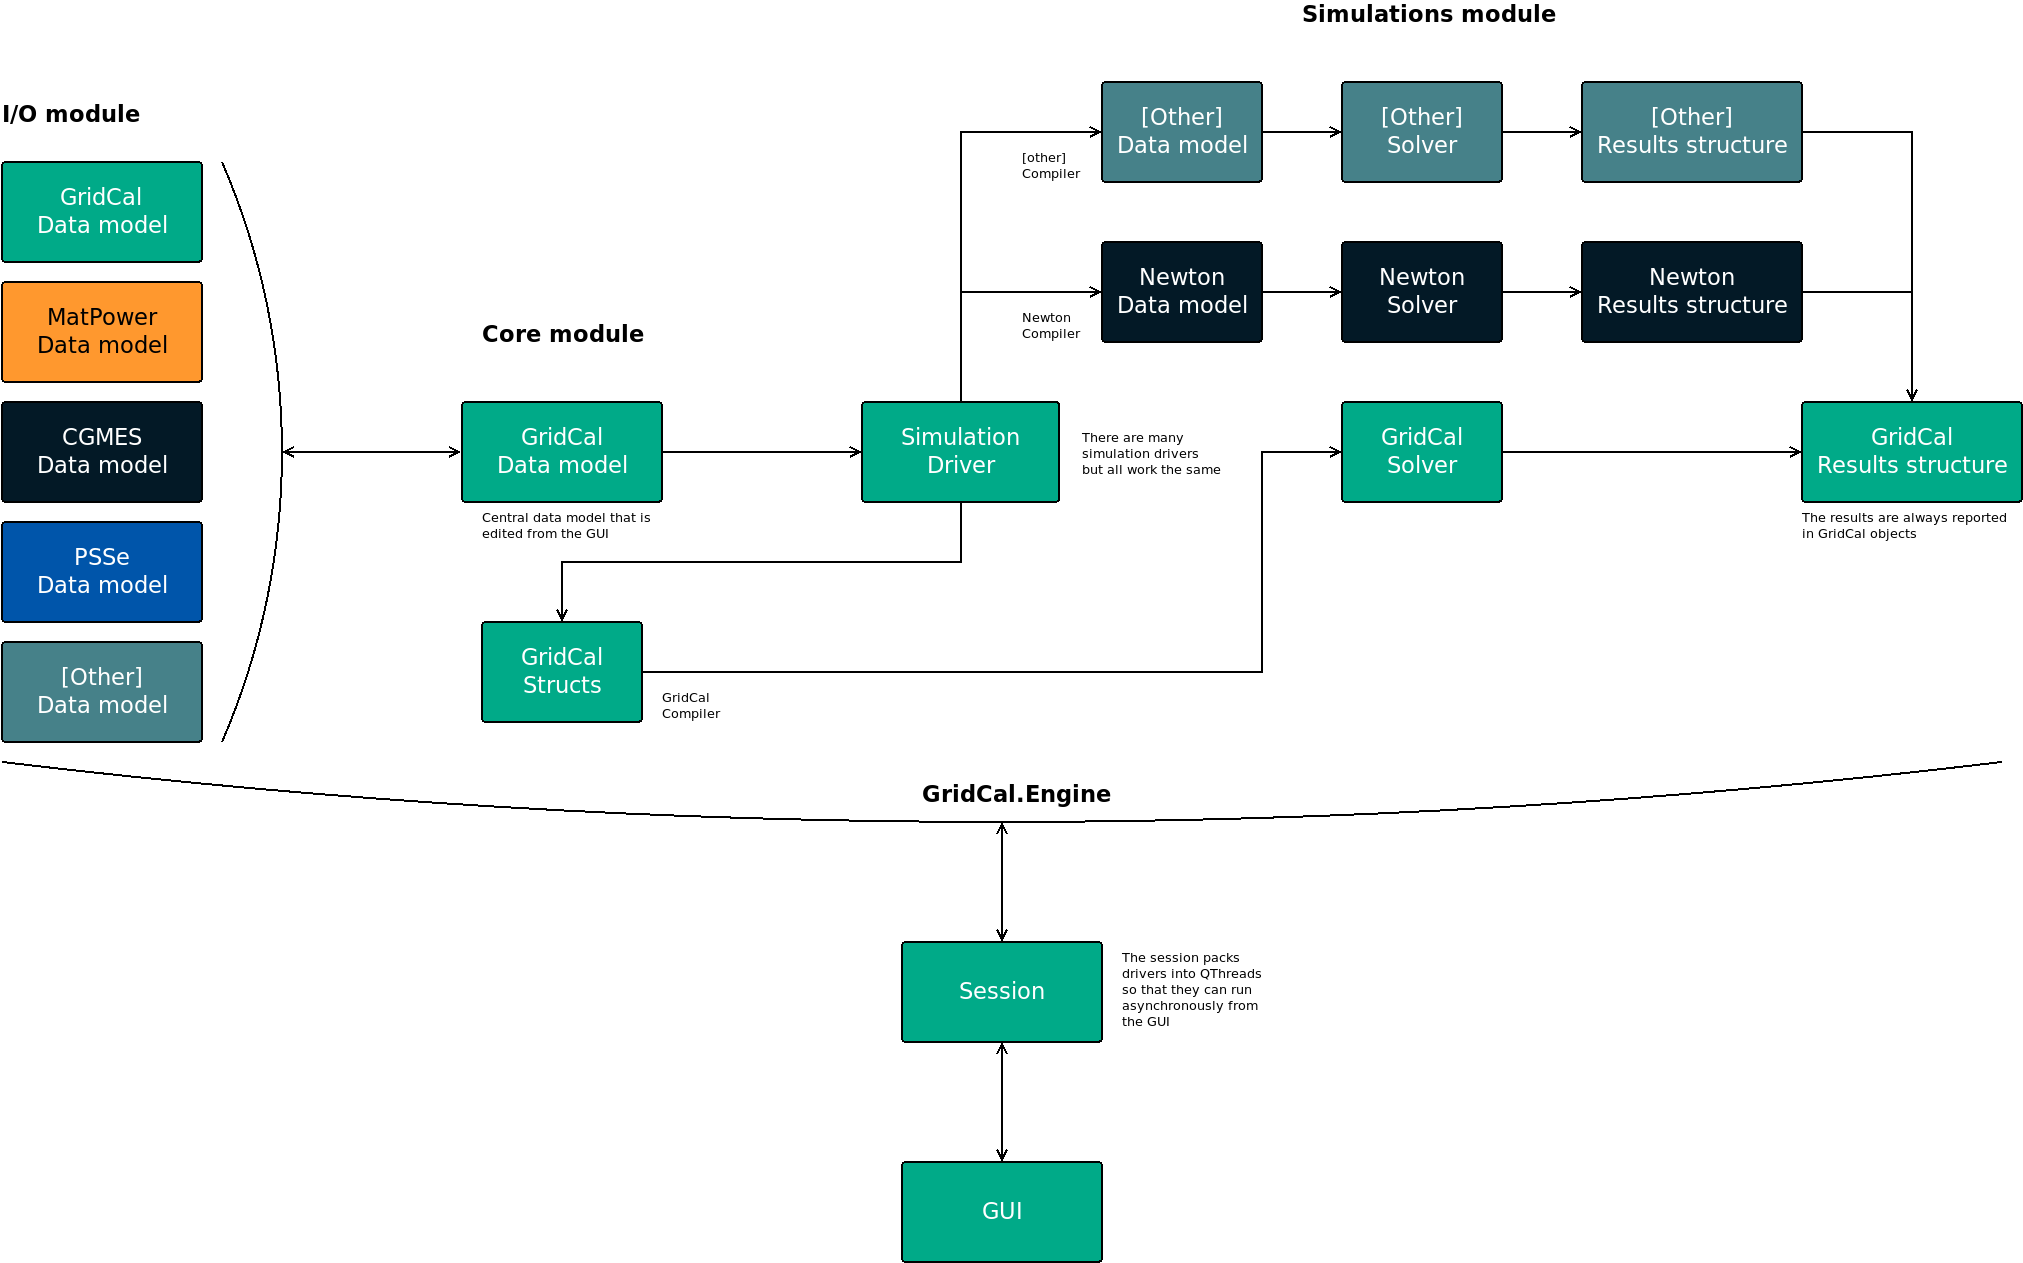 Simulations module
I/O module
GridCal
Data model
MatPower
Data model
CGMES
Data model
PSSe
Data model
[Other]
Data model
Core module
GridCal
Data model
Central data model that is
edited from the GUI
GridCal
Structs
GridCal
Compiler
Simulation
Driver
There are many
simulation drivers
but all work the same
[other]
Compiler
[Other]
Data model
[Other]
Solver
[Other]
Results structure
Newton
Compiler
Newton
Data model
Newton
Solver
Newton
Results structure
GridCal
Solver
GridCal
Results structure
The results are always reported
in GridCal objects
GridCal.Engine
Session
The session packs
drivers into QThreads
so that they can run
asynchronously from
the GUI
GUI